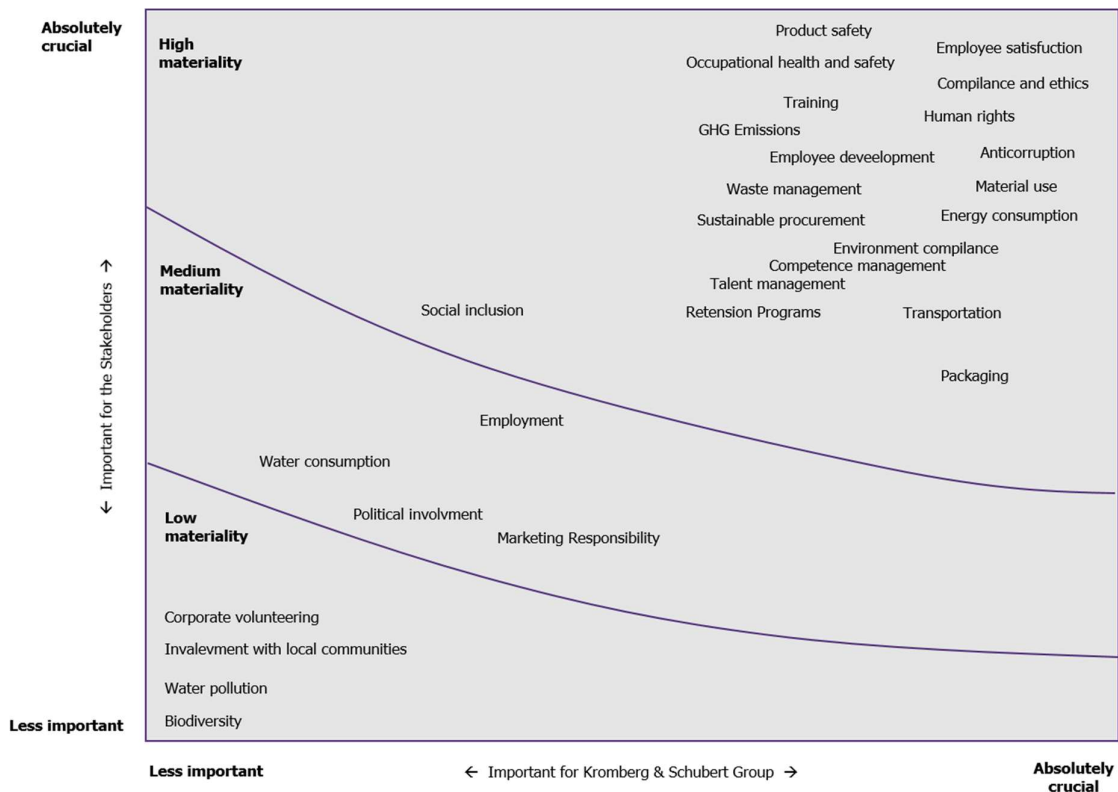 Absolutely
crucial
High
materiality
Product safety
Employee satisfuction
Occupational health and safety
Compilance and ethics
Training
Human rights
GHG Emissions
Employee deveelopment
Anticorruption
Waste management
Material use
Sustainable procurement
Energy consumption
Environment compilance
Medium
materiality
Competence management
Talent management
Social inclusion
Retension Programs
Transportation
← Important for the Stakeholders →
Packaging
Employment
Water consumption
Low
materiality
Political involvment
Marketing Responsibility
Corporate volunteering
Invalevment with local communities
Water pollution
Biodiversity
Less important
Less important
← Important for Kromberg & Schubert Group →
Absolutely
crucial